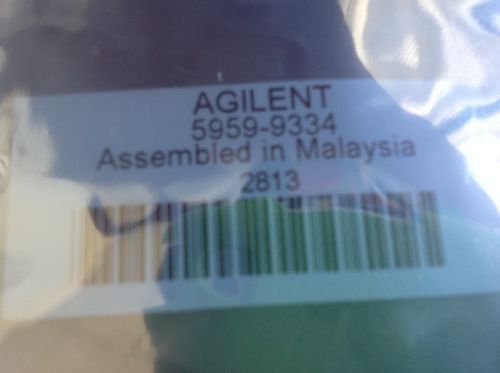 AGILENT
5959-9334
Assembled in Malaysia
2813